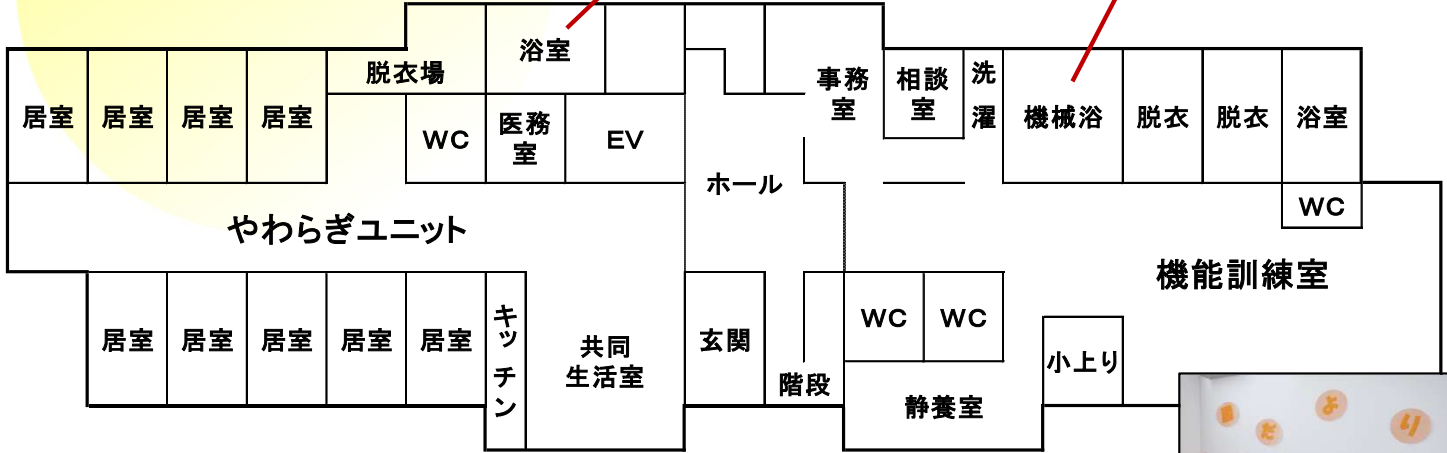 浴室
脱衣場
事務
室
相談
室
洗
濯
居室
居室
居室
居室
WC
医務
室
EV
機械浴
脱衣
脱衣
浴室
ホール
WC
やわらぎユニット
機能訓練室
居室
居室
居室
居室
居室
キッチン
共同
生活室
玄関
階段
WC
WC
小上り
静養室
だより